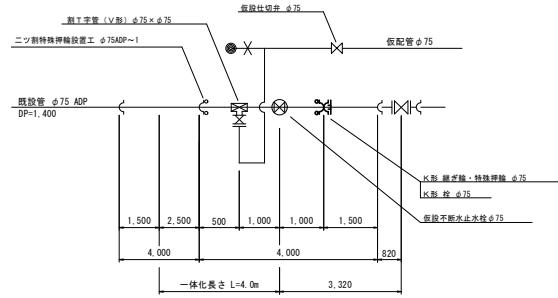 仮設仕切弁 φ75
割T字管（V形）φ75×φ75
二ツ割特殊押輪設置工 φ75ADP～1
仮配管φ75
既設管 φ75 ADP
DP=1,400
K形 継ぎ輪・特殊押輪 φ75
K形 栓 φ75
仮設不断水止水栓φ75
1,500 2,500 500 1,000 1,000 1,500
4,000 4,000 820
一体化長さ L=4.0m 3,320